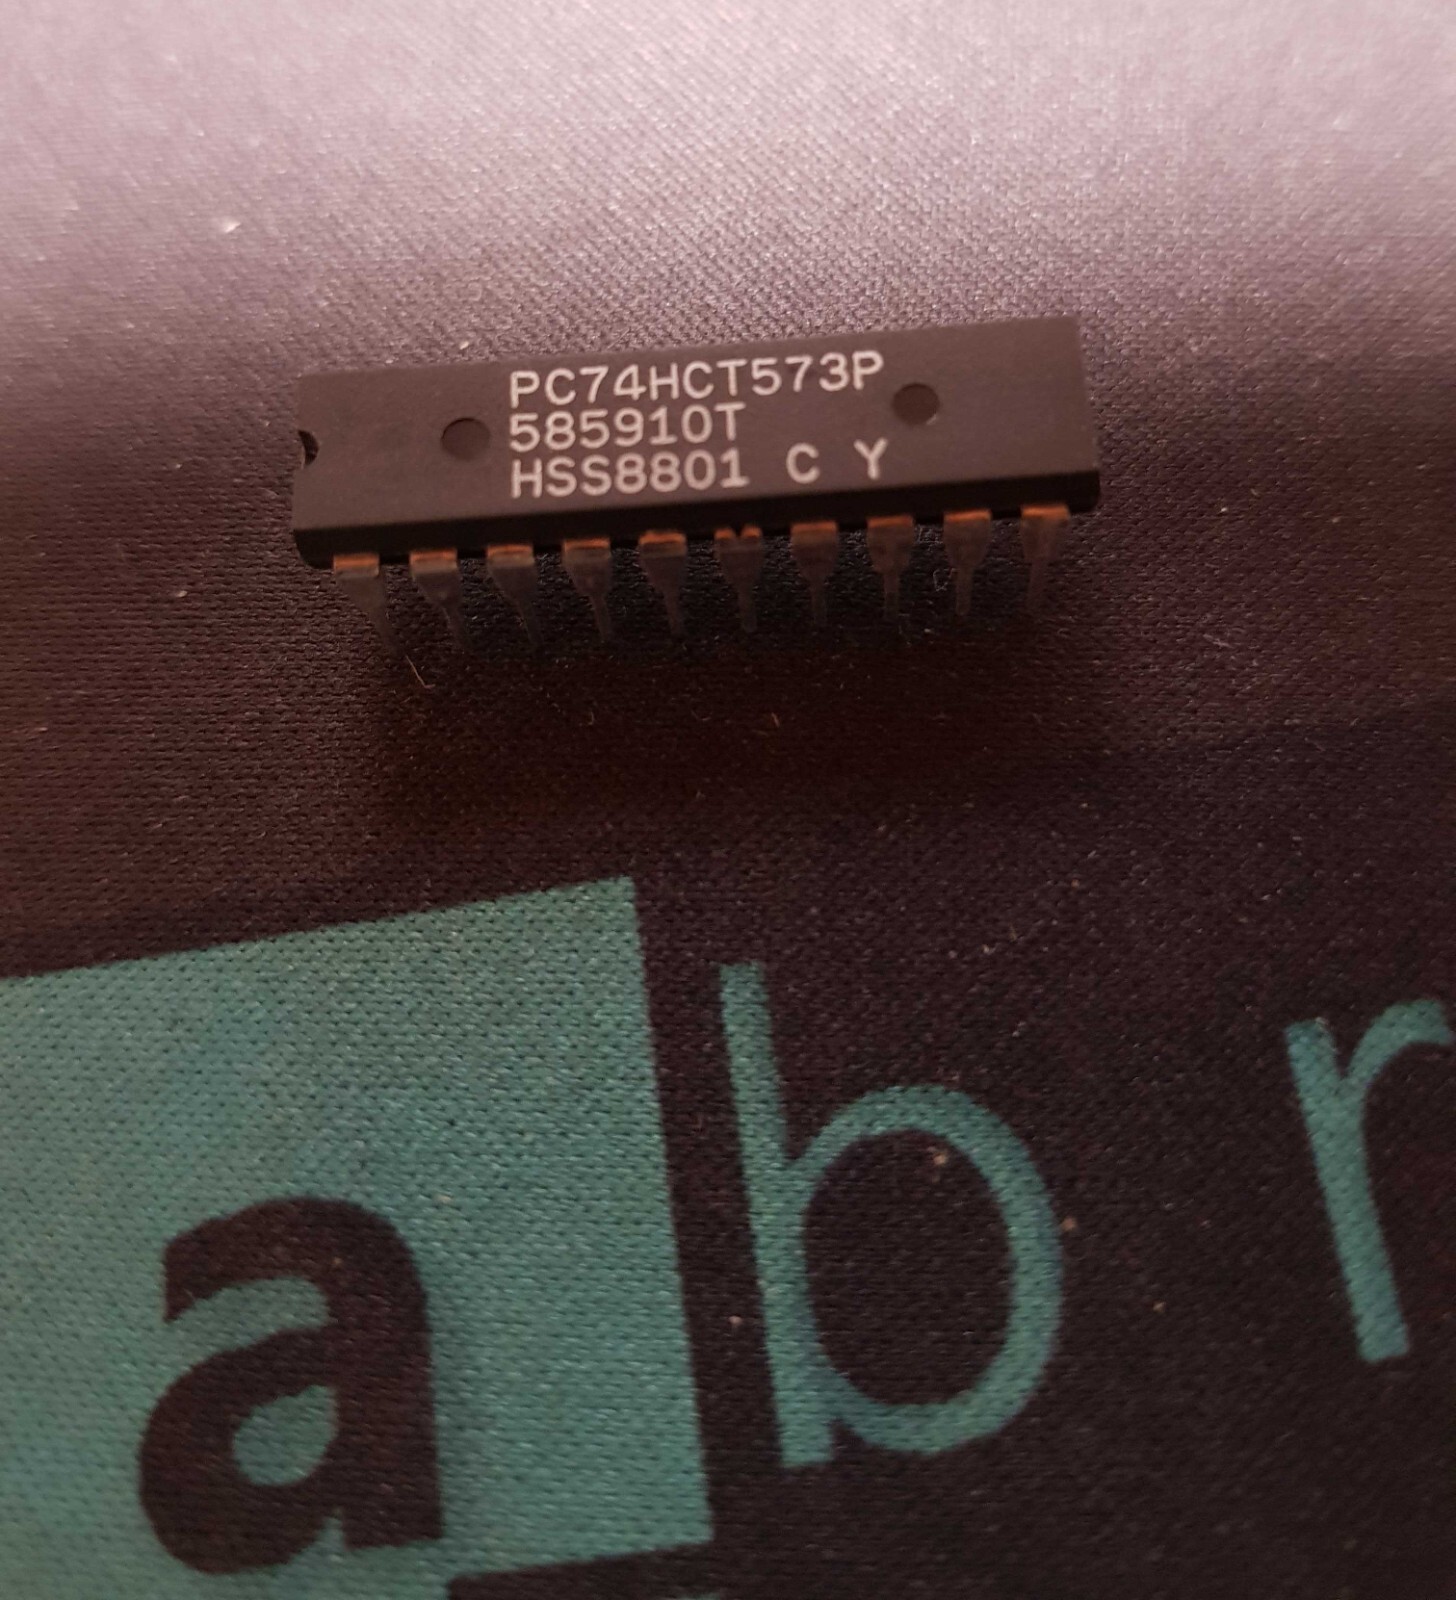 PC74HCT573P
585910T
HSS8801 C Y
a b r